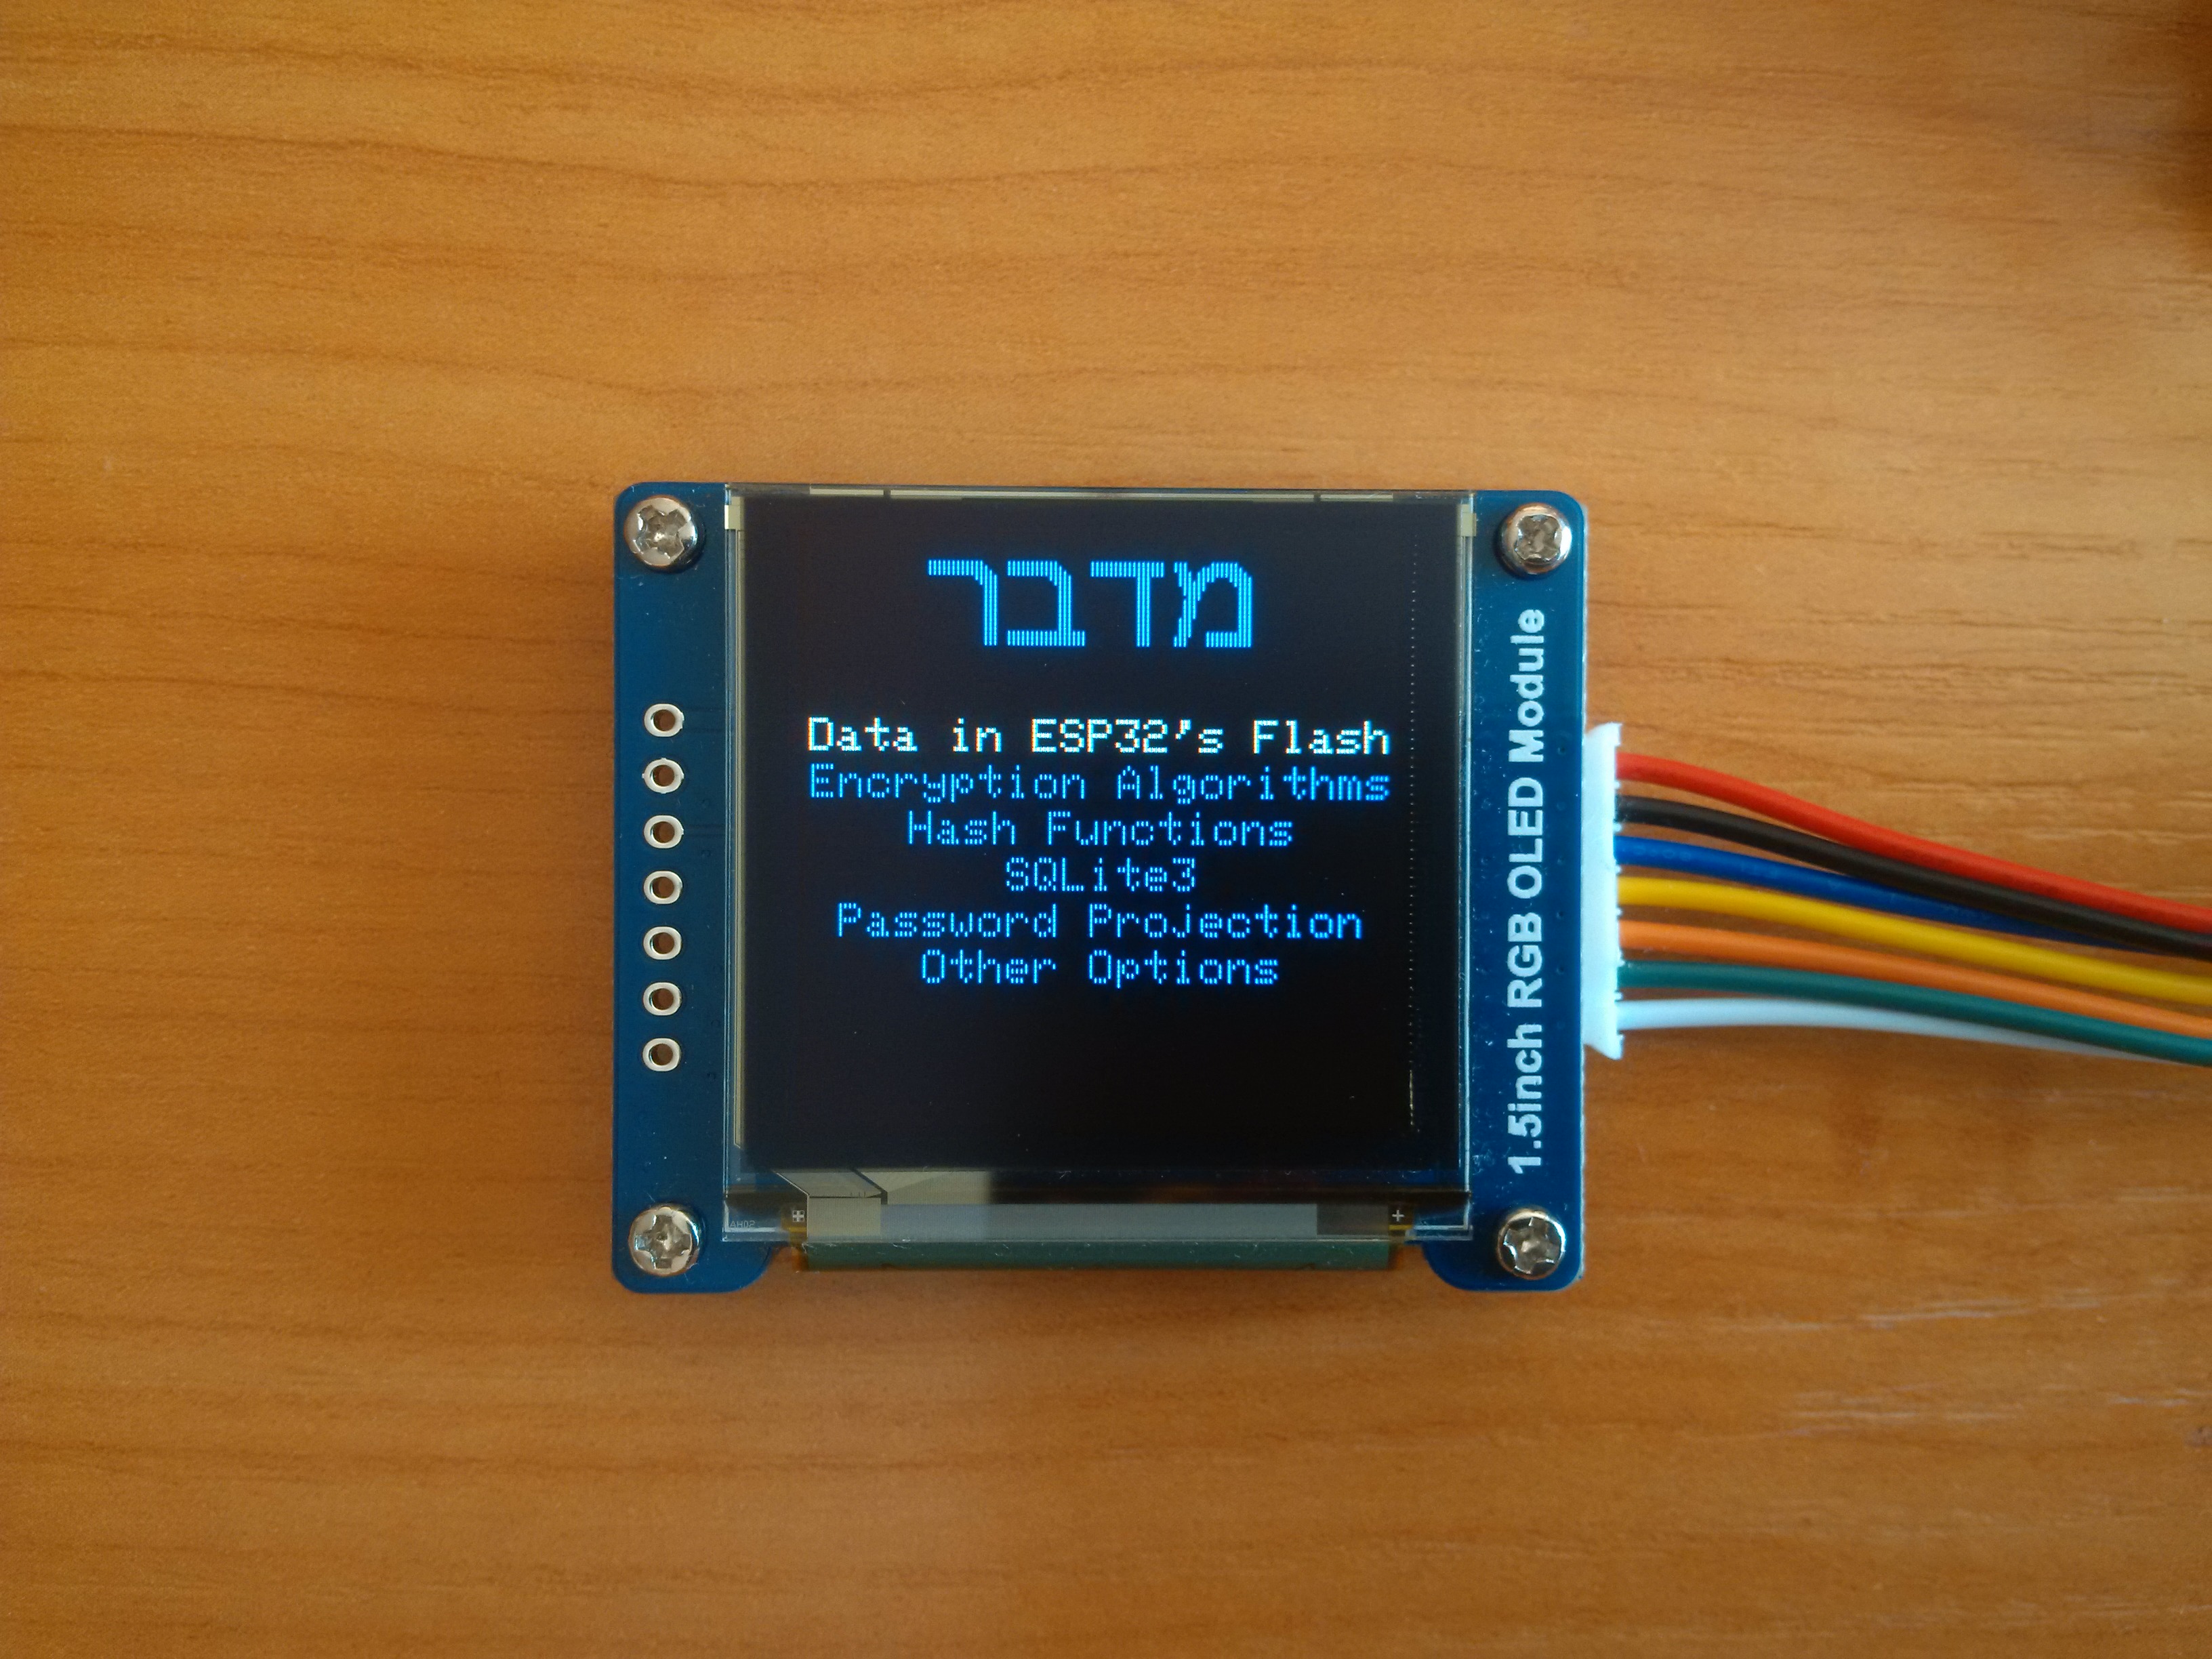 מדבר
Data in ESP32's Flash
Encryption Algorithms
Hash Functions
SQLite3
Password Projection
Other Options
1.5inch RGB OLED Module